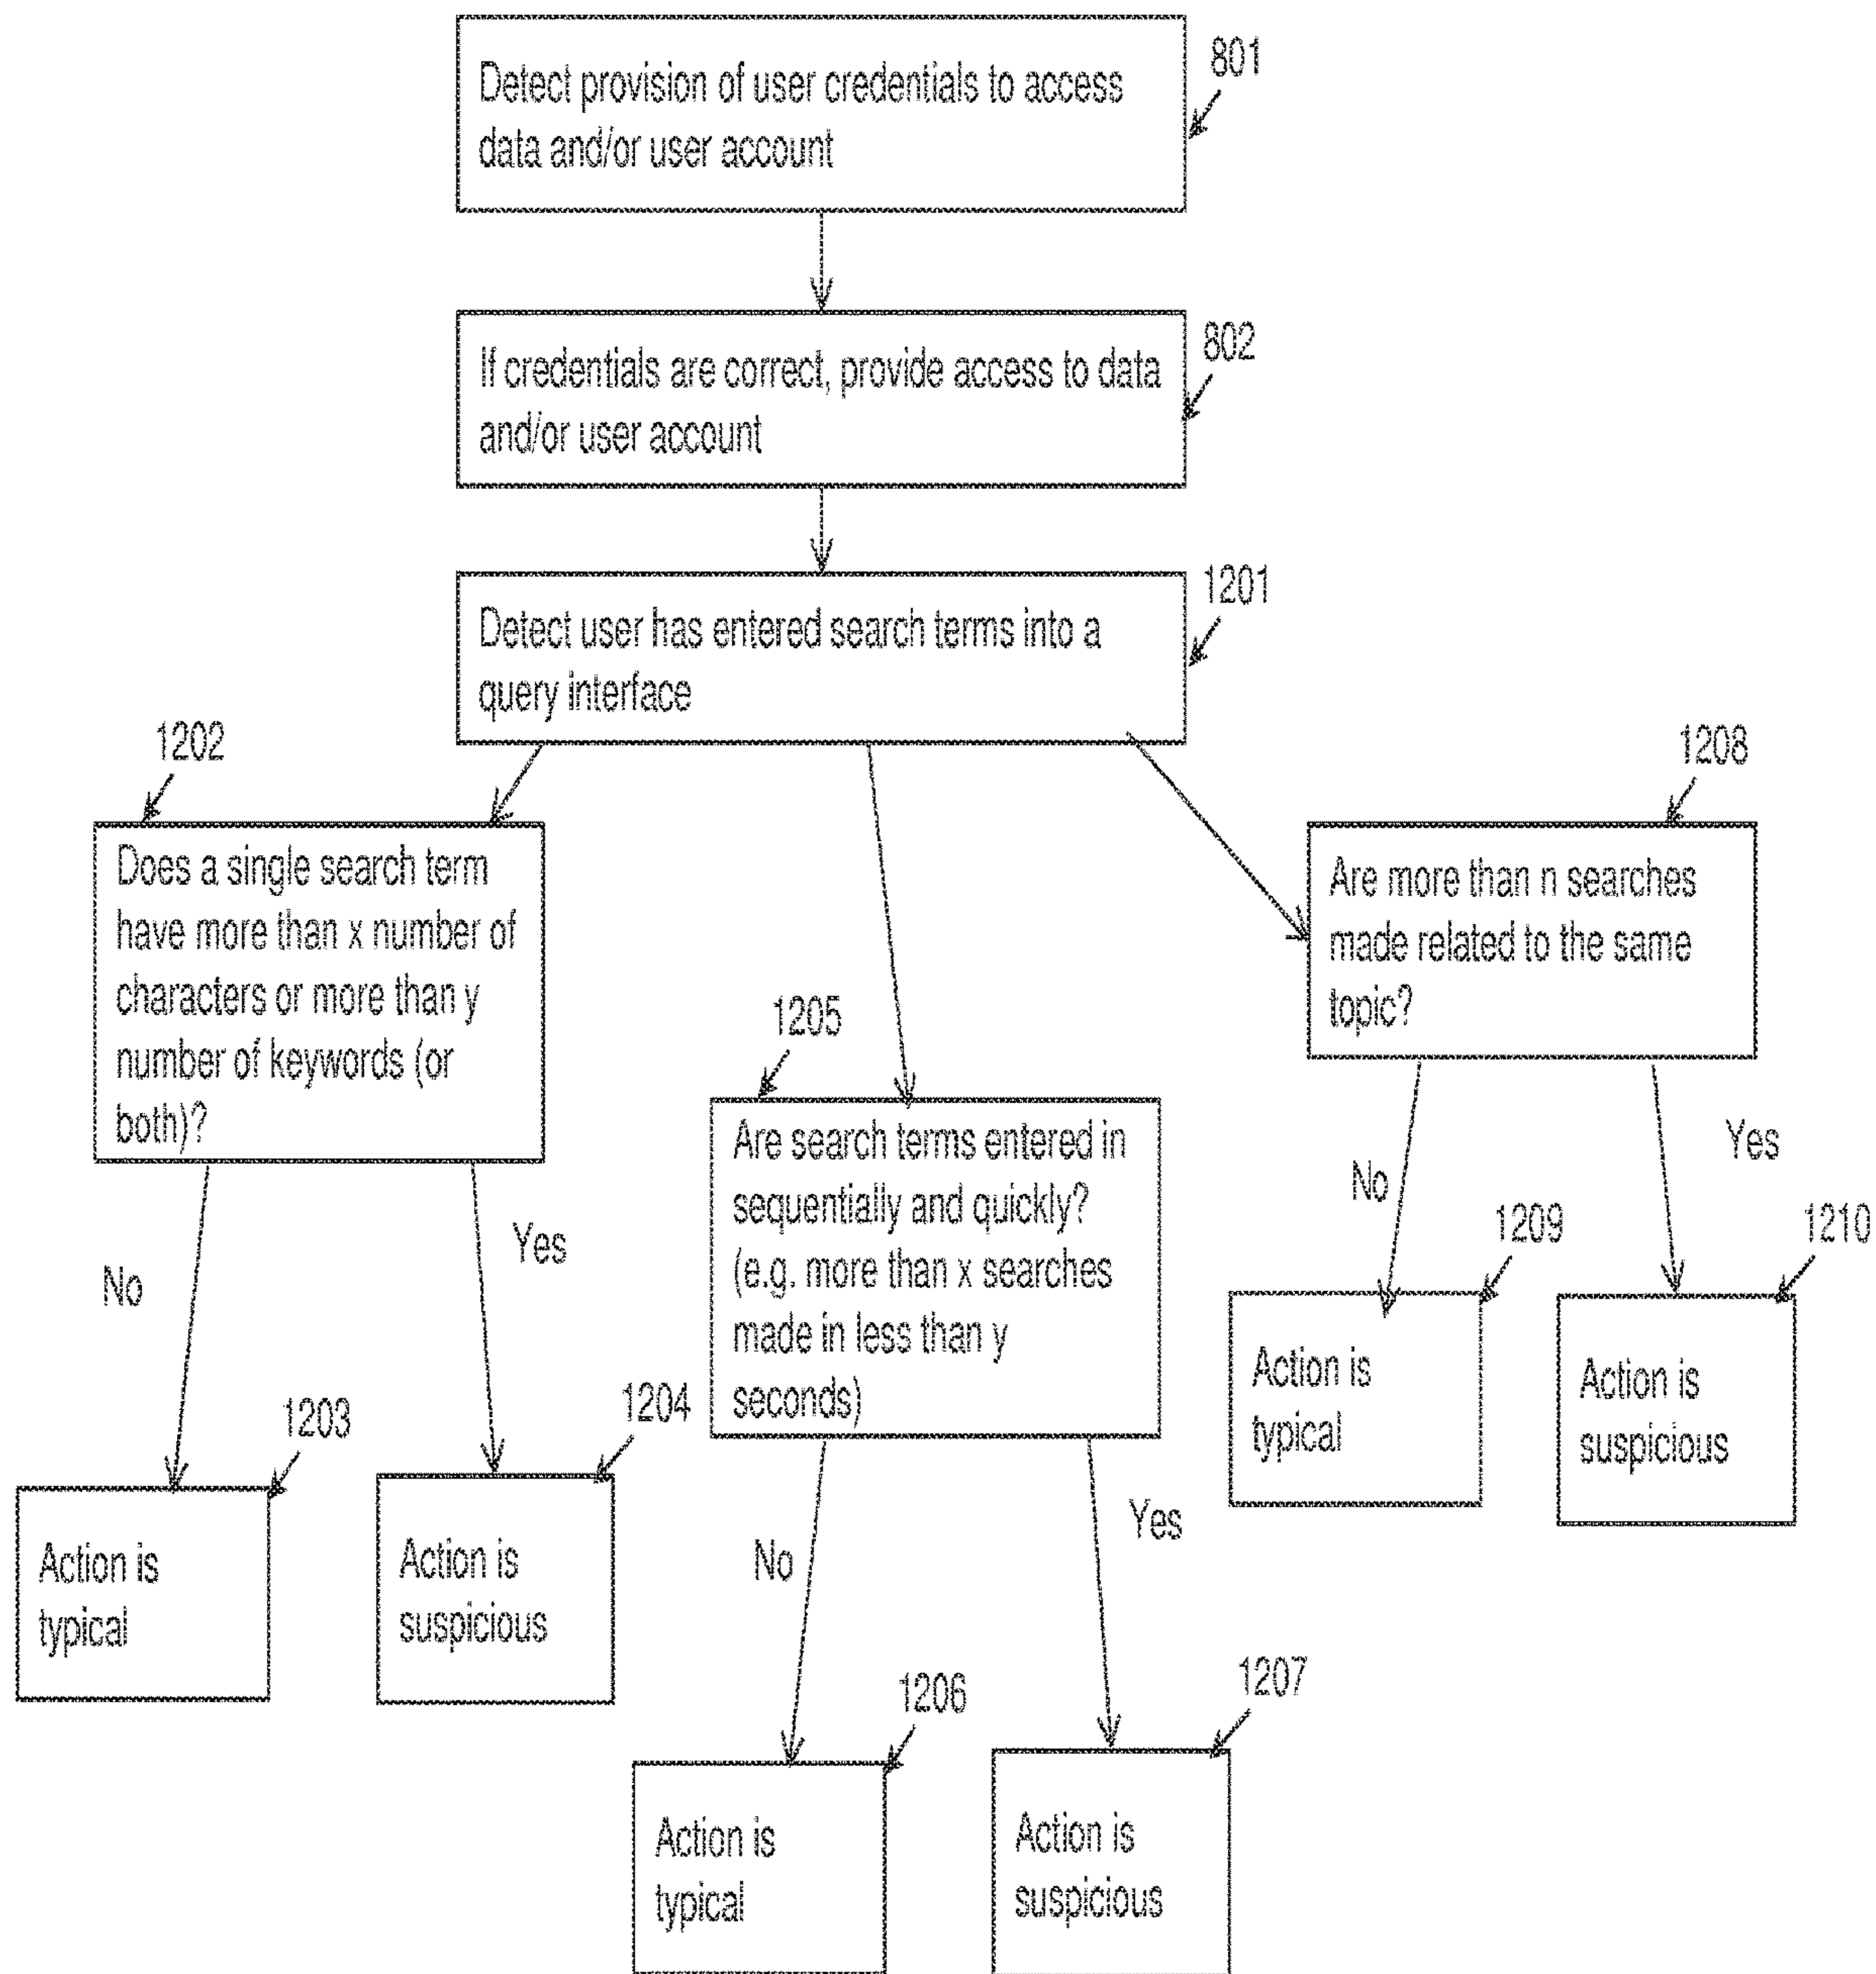 801
Detect provision of user credentials to access
data and/or user account
802
If credentials are correct, provide access to data
and/or user account
1201
Detect user has entered search terms into a
query interface
1202
Does a single search term
have more than x number of
characters or more than y
number of keywords (or
both)?
No
Yes
1203
Action is
typical
1204
Action is
suspicious
1205
Are search terms entered in
sequentially and quickly?
(e.g. more than x searches
made in less than y
seconds)
No
Yes
1206
Action is
typical
1207
Action is
suspicious
1208
Are more than n searches
made related to the same
topic?
No
Yes
1209
Action is
typical
1210
Action is
suspicious